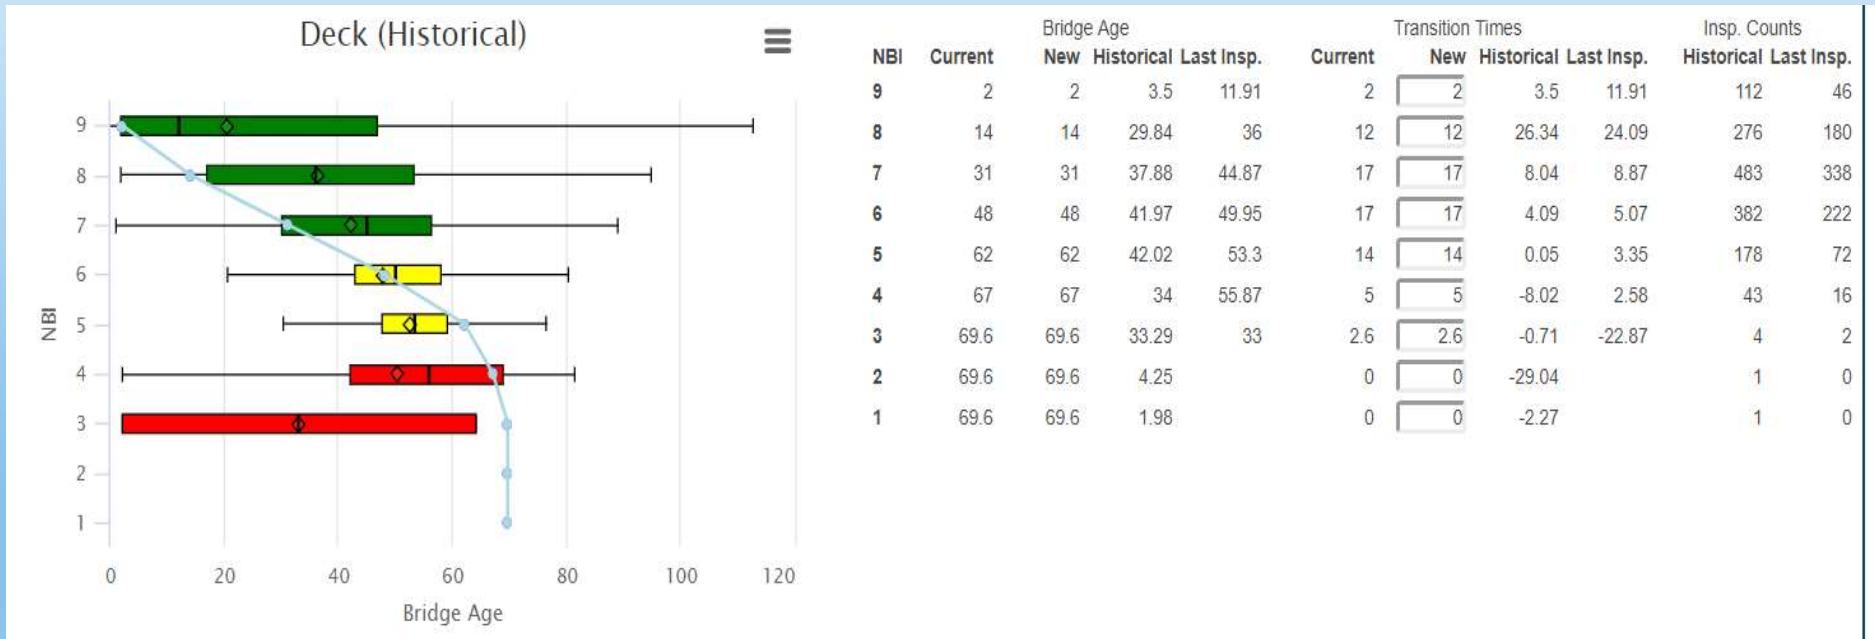 Deck (Historical)
9
8
7
6
5
4
3
2
1
NBI
0 20 40 60 80 100 120
Bridge Age
Bridge Age Transition Times Insp. Counts
NBI Current New Historical Last Insp. Current New Historical Last Insp. Historical Last Insp.
9 2 2 3.5 11.91 2 2 3.5 11.91 112 46
8 14 14 29.84 36 12 12 26.34 24.09 276 180
7 31 31 37.88 44.87 17 17 8.04 8.87 483 338
6 48 48 41.97 49.95 17 17 4.09 5.07 382 222
5 62 62 42.02 53.3 14 14 0.05 3.35 178 72
4 67 67 34 55.87 5 5 -8.02 2.58 43 16
3 69.6 69.6 33.29 33 2.6 2.6 -0.71 -22.87 4 2
2 69.6 69.6 4.25 0 0 -29.04 1 0
1 69.6 69.6 1.98 0 0 -2.27 1 0